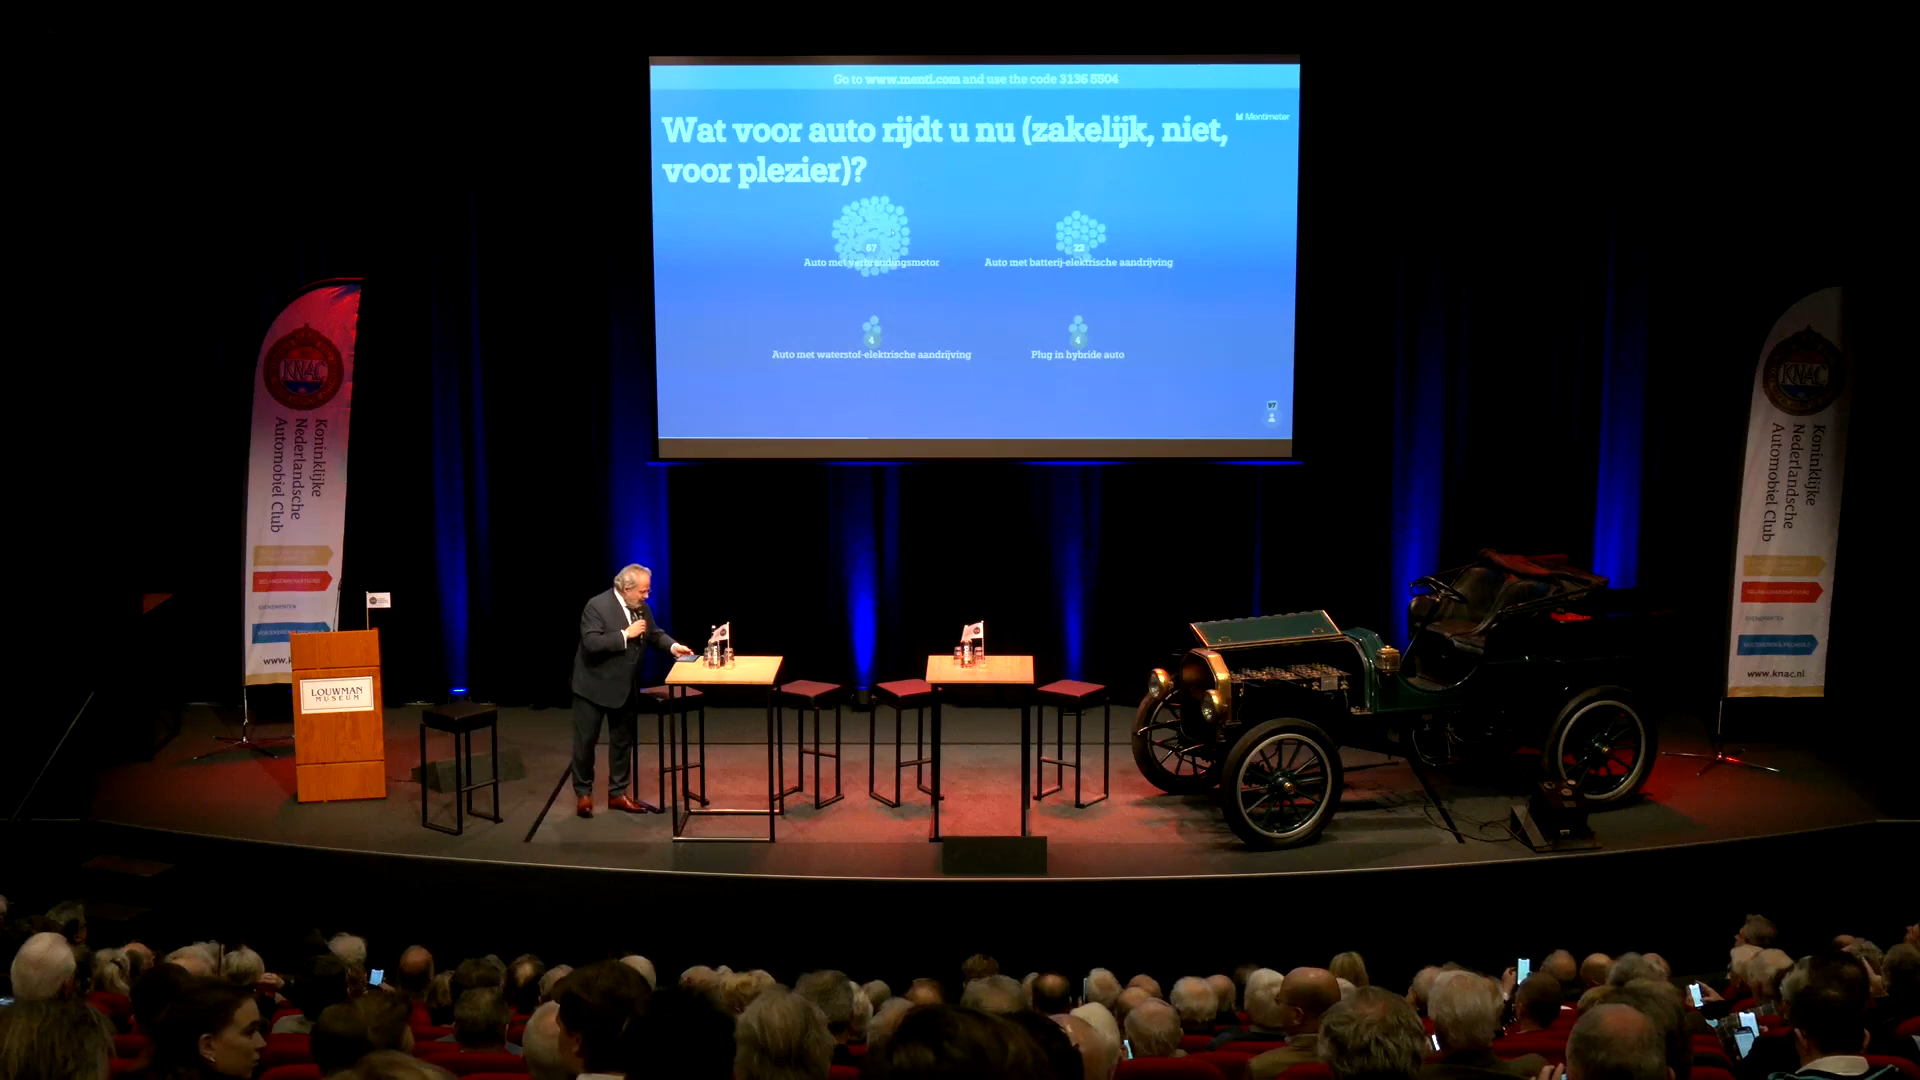 Go to www.menti.com and use the code 3136 5504
Mentimeter
Wat voor auto rijdt u nu (zakelijk, niet,
voor plezier)?
67
Auto met verbrandingsmotor
22
Auto met batterij-elektrische aandrijving
4
Auto met waterstof-elektrische aandrijving
4
Plug in hybride auto
97
KNAC
Koninklijke
Nederlandsche
Automobiel Club
EVENEMENTEN
www.k
LOUWMAN
MUSEUM
KNAC
Koninklijke
Nederlandsche
Automobiel Club
EVENEMENTEN
www.knac.nl